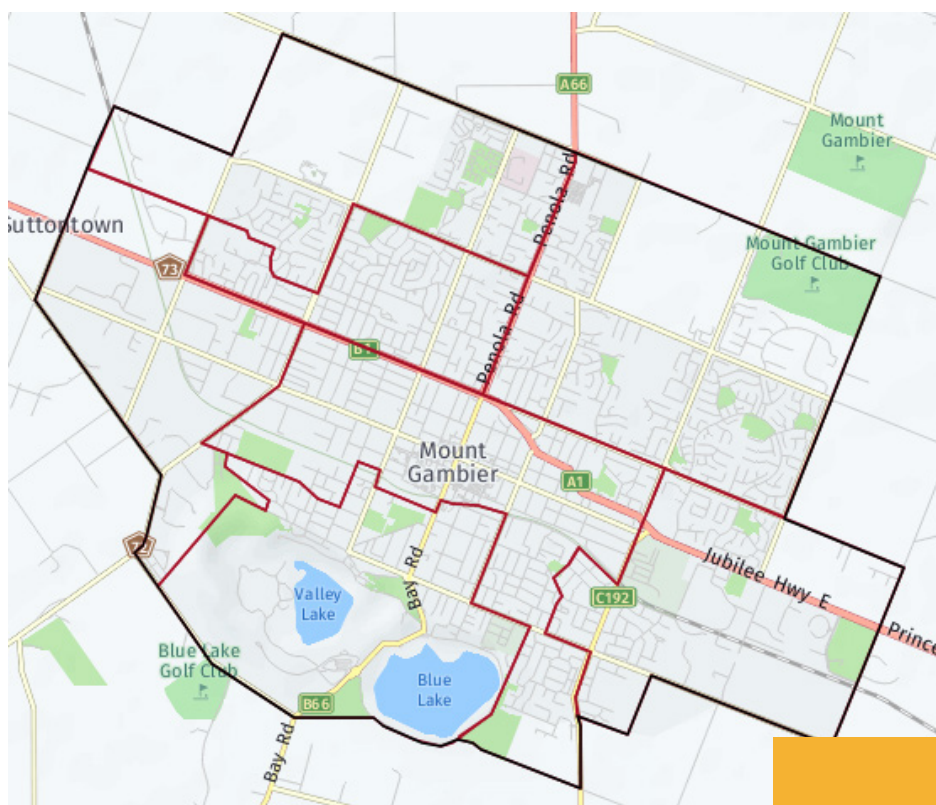 A66
Mount
Gambier
Penola Rd
Suttontown
Mount Gambier
Golf Club
73
Penola Rd
B1
Mount
Gambier
A1
Jubilee Hwy E
Princes
Bay Rd
C192
Valley
Lake
Blue Lake
Golf Club
Blue
Lake
B66
Bay Rd